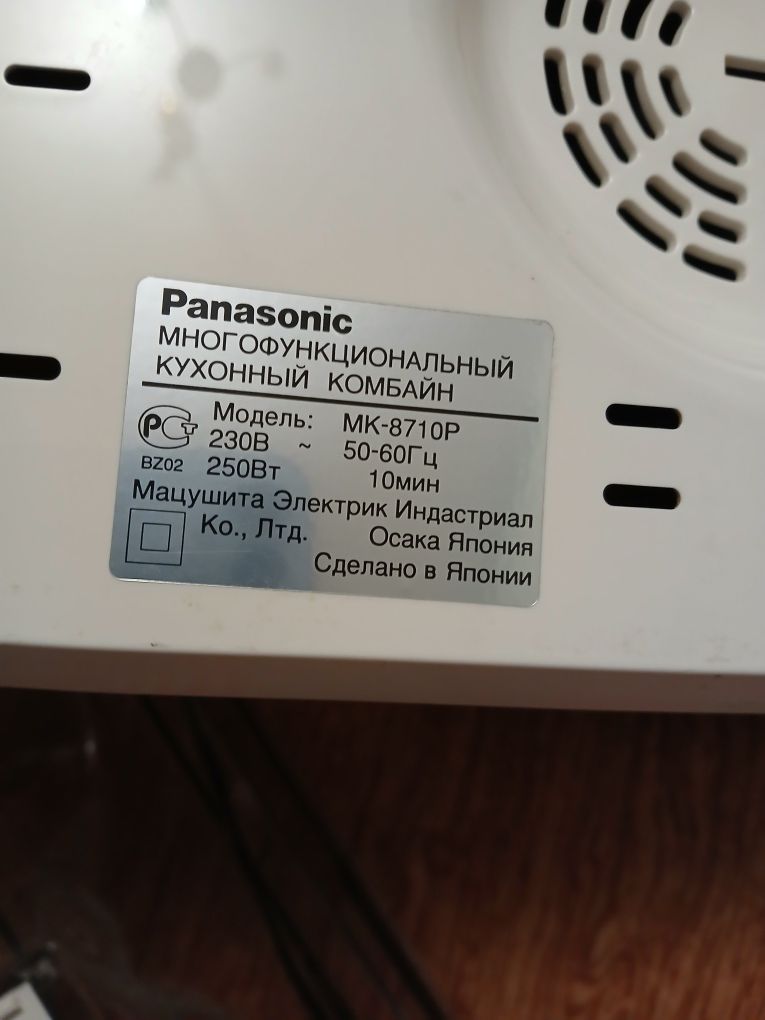 Panasonic
МНОГОФУНКЦИОНАЛЬНЫЙ
КУХОННЫЙ КОМБАЙН
Модель: МК-8710Р
230В ~ 50-60Гц
BZ02 250Вт 10мин
Мацушита Электрик Индастриал
Ко., Лтд. Осака Япония
Сделано в Японии